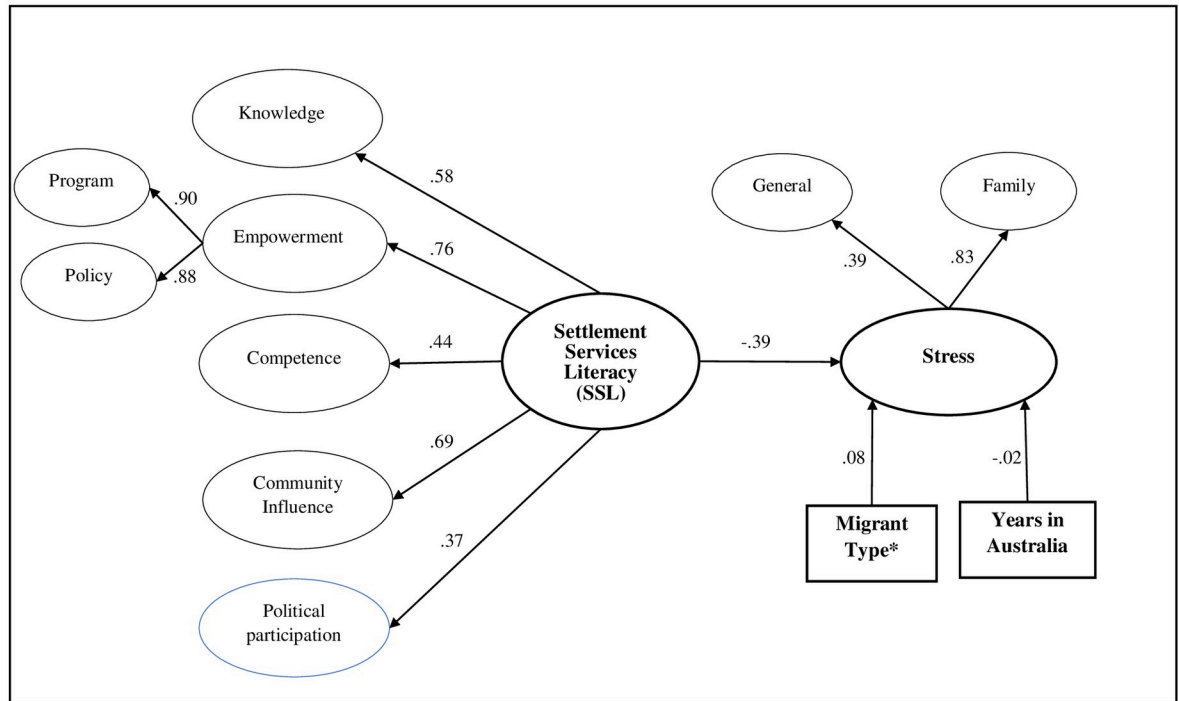 Knowledge
Program
.90
.58
General
Family
Empowerment
.76
Policy
.88
.39
.83
Competence
.44
Settlement
Services
Literacy
(SSL)
-.39
Stress
.69
Community
Influence
.08
-.02
.37
Migrant
Type*
Years in
Australia
Political
participation